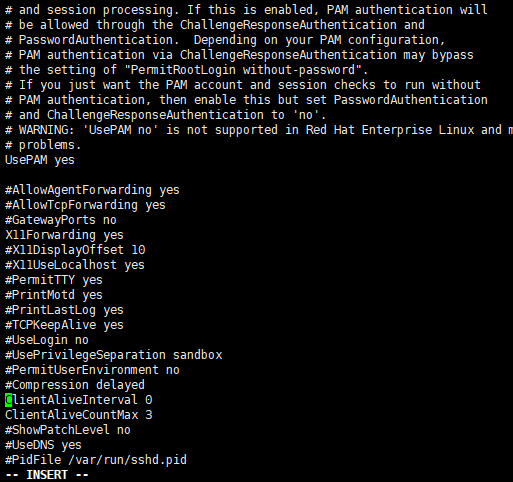 # and session processing. If this is enabled, PAM authentication will
# be allowed through the ChallengeResponseAuthentication and
# PasswordAuthentication.  Depending on your PAM configuration,
# PAM authentication via ChallengeResponseAuthentication may bypass
# the setting of "PermitRootLogin without-password".
# If you just want the PAM account and session checks to run without
# PAM authentication, then enable this but set PasswordAuthentication
# and ChallengeResponseAuthentication to 'no'.
# WARNING: 'UsePAM no' is not supported in Red Hat Enterprise Linux and m
# problems.
UsePAM yes

#AllowAgentForwarding yes
#AllowTcpForwarding yes
#GatewayPorts no
X11Forwarding yes
#X11DisplayOffset 10
#X11UseLocalhost yes
#PermitTTY yes
#PrintMotd yes
#PrintLastLog yes
#TCPKeepAlive yes
#UseLogin no
#UsePrivilegeSeparation sandbox
#PermitUserEnvironment no
#Compression delayed
ClientAliveInterval 0
ClientAliveCountMax 3
#ShowPatchLevel no
#UseDNS yes
#PidFile /var/run/sshd.pid
-- INSERT --